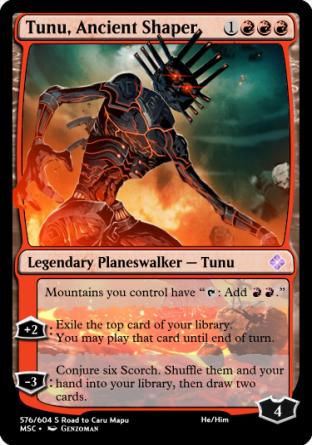 Tunu, Ancient Shaper 1
Legendary Planeswalker — Tunu
Mountains you control have “: Add .”
+2: Exile the top card of your library.
You may play that card until end of turn.
-3: Conjure six Scorch. Shuffle them and your
hand into your library, then draw two
cards.
4
576/604 S Road to Caru Mapu He/Him
MSC • Genzoman